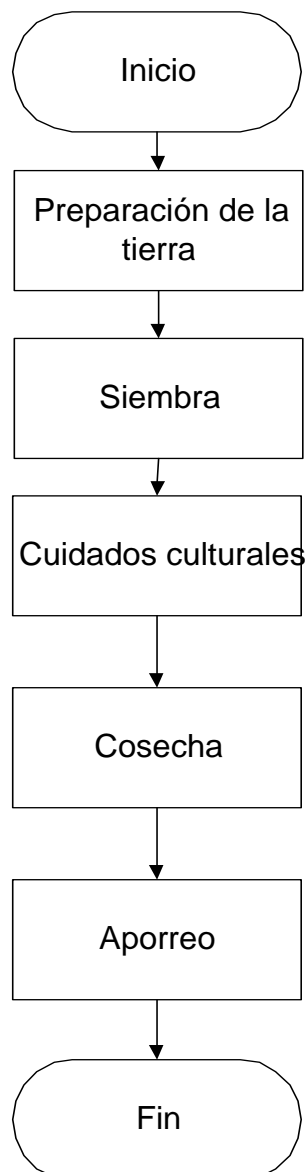 Inicio
Preparación de la
tierra
Siembra
Cuidados culturales
Cosecha
Aporreo
Fin